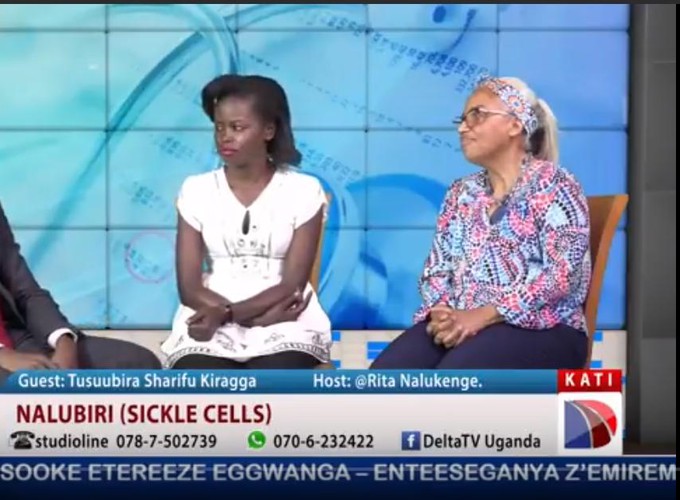 Guest: Tusuubira Sharifu Kiragga
Host: @Rita Nalukenge.
KATI
NALUBIRI (SICKLE CELLS)
studioline 078-7-502739
070-6-232422
DeltaTV Uganda
SOOKE ETEREEZE EGGWANGA – ENTEESEGANYA Z'EMIREM